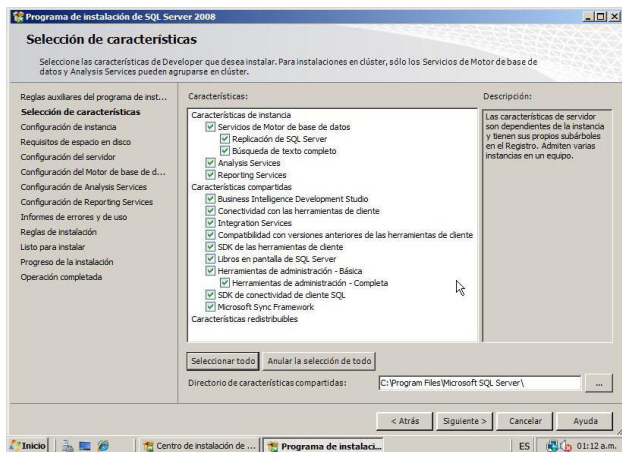 Programa de instalación de SQL Server 2008
Selección de características
Seleccione las características de Developer que desea instalar. Para instalaciones en clúster, sólo los Servicios de Motor de base de
datos y Analysis Services pueden agruparse en clúster.
Reglas auxiliares del programa de inst...
Selección de características
Configuración de instancia
Requisitos de espacio en disco
Configuración del servidor
Configuración del Motor de base de d...
Configuración de Analysis Services
Configuración de Reporting Services
Informes de errores y de uso
Reglas de instalación
Listo para instalar
Progreso de la instalación
Operación completada
Características:
Características de instancia
Servicios de Motor de base de datos
Replicación de SQL Server
Búsqueda de texto completo
Analysis Services
Reporting Services
Características compartidas
Business Intelligence Development Studio
Conectividad con las herramientas de cliente
Integration Services
Compatibilidad con versiones anteriores de las herramientas de cliente
SDK de las herramientas de cliente
Libros en pantalla de SQL Server
Herramientas de administración - Básica
Herramientas de administración - Completa
SDK de conectividad de cliente SQL
Microsoft Sync Framework
Características redistribuibles
Descripción:
Las características de servidor
son dependientes de la instancia
y tienen sus propios subárboles
en el Registro. Admiten varias
instancias en un equipo.
Seleccionar todo
Anular la selección de todo
Directorio de características compartidas:
C:\Program Files\Microsoft SQL Server\
...
< Atrás
Siguiente >
Cancelar
Ayuda
Inicio
Centro de instalación de ...
Programa de instalaci...
ES
01:12 a.m.